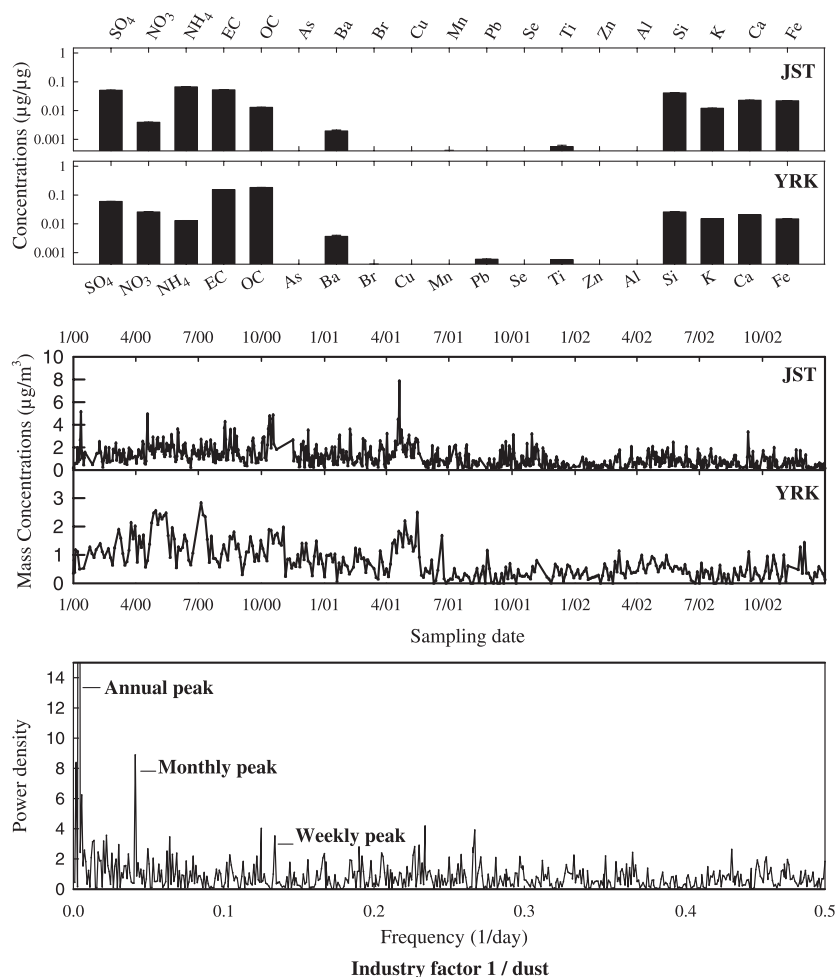 SO4 NO3 NH4 EC OC As Ba Br Cu Mn Pb Se Ti Zn Al Si K Ca Fe
Concentrations (μg/μg)
1
0.1
0.01
0.001
JST
1
0.1
0.01
0.001
YRK
SO4 NO3 NH4 EC OC As Ba Br Cu Mn Pb Se Ti Zn Al Si K Ca Fe
1/00 4/00 7/00 10/00 1/01 4/01 7/01 10/01 1/02 4/02 7/02 10/02
Mass Concentrations (μg/m³)
10
8
6
4
2
0
JST
3
2
1
0
YRK
1/00 4/00 7/00 10/00 1/01 4/01 7/01 10/01 1/02 4/02 7/02 10/02
Sampling date
Power density
14
12
10
8
6
4
2
0
Annual peak
Monthly peak
Weekly peak
0.0 0.1 0.2 0.3 0.4 0.5
Frequency (1/day)
Industry factor 1 / dust